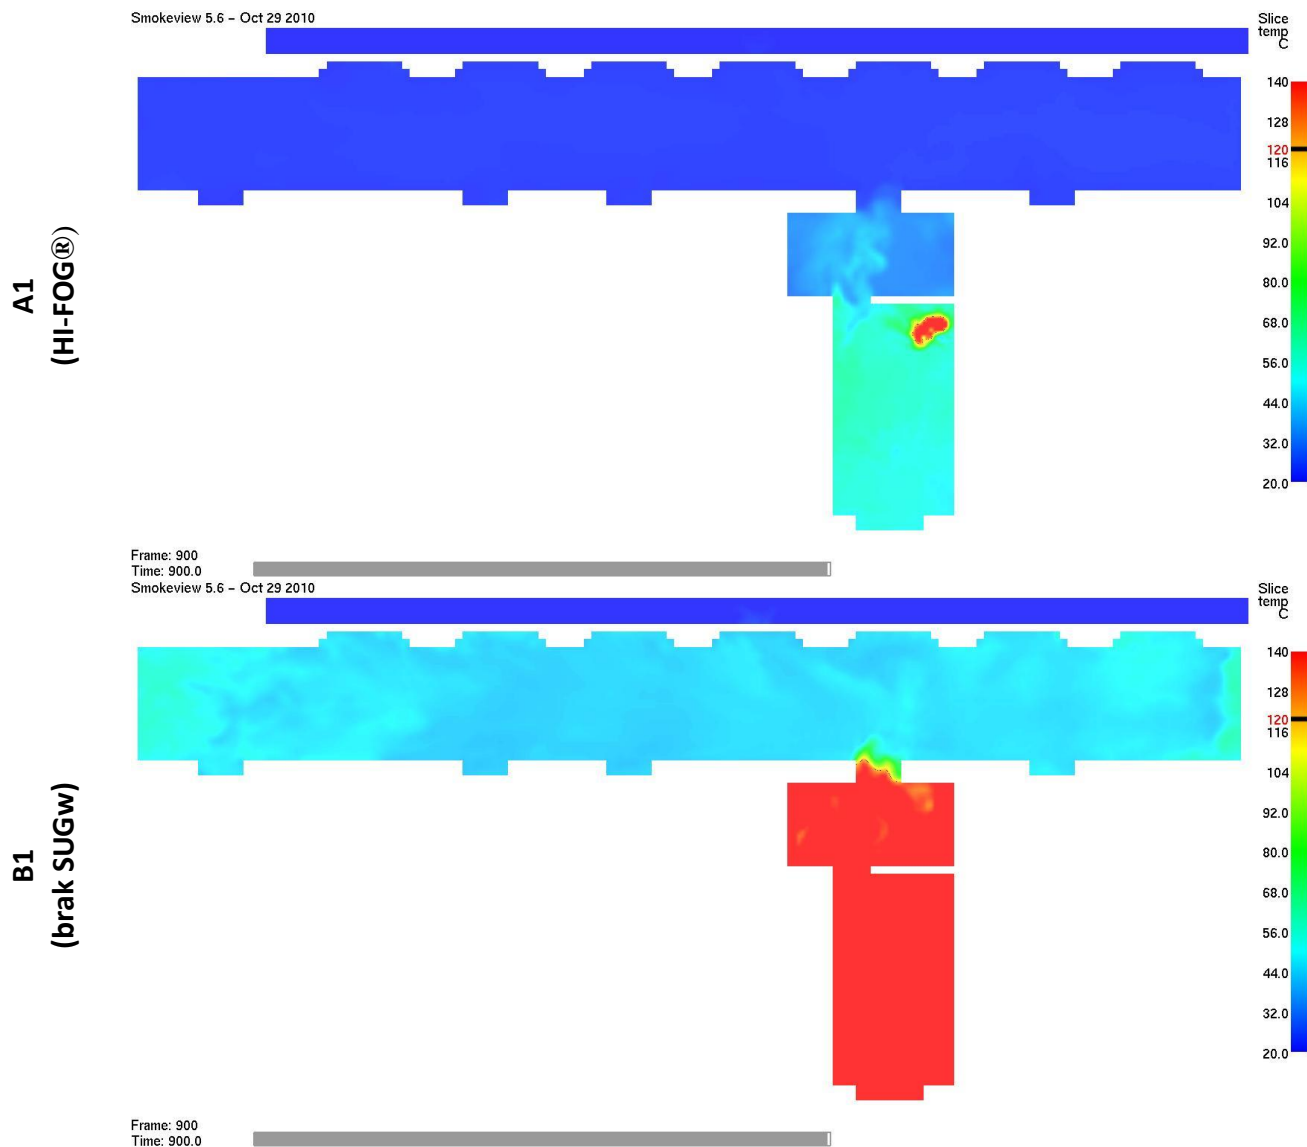 Smokeview 5.6 – Oct 29 2010
Slice
temp
C
140
128
120
116
104
92.0
80.0
68.0
56.0
44.0
32.0
20.0
A1
(HI-FOG®)
Frame: 900
Time: 900.0
Smokeview 5.6 – Oct 29 2010
Slice
temp
C
140
128
120
116
104
92.0
80.0
68.0
56.0
44.0
32.0
20.0
B1
(brak SUGw)
Frame: 900
Time: 900.0